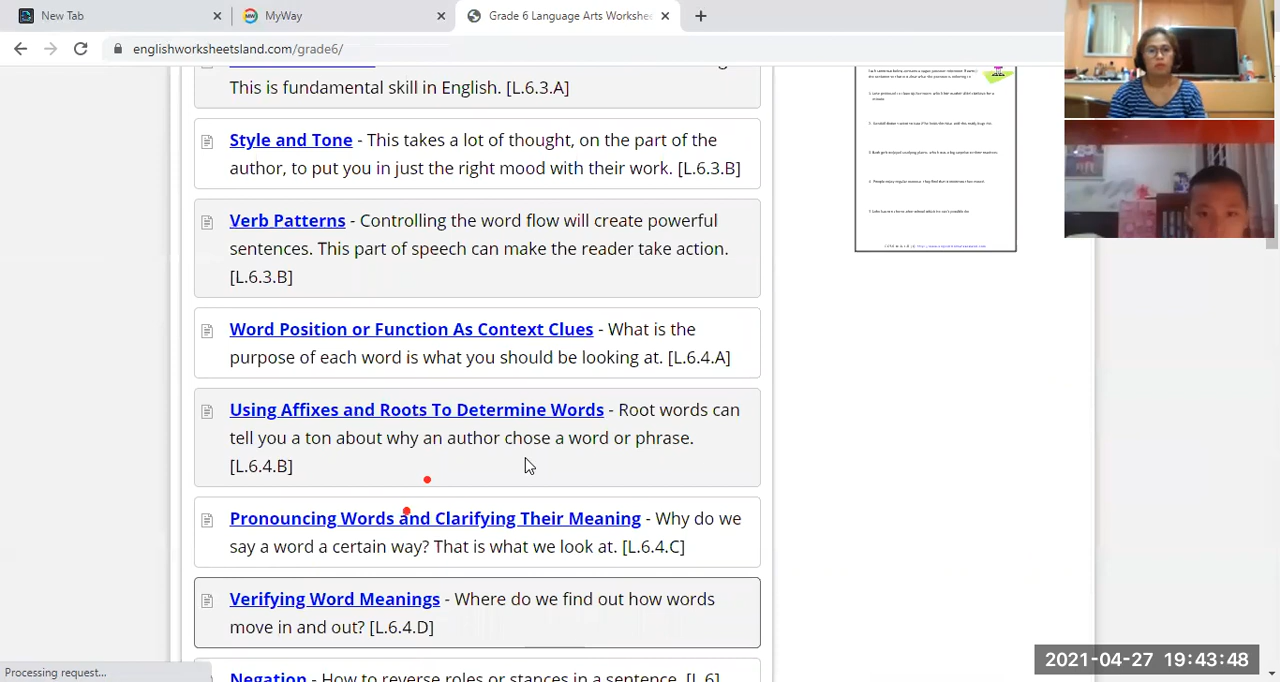 New Tab
MyWay
Grade 6 Language Arts Workshee
englishworksheetsland.com/grade6/
This is fundamental skill in English. [L.6.3.A]
Style and Tone - This takes a lot of thought, on the part of the
author, to put you in just the right mood with their work. [L.6.3.B]
Verb Patterns - Controlling the word flow will create powerful
sentences. This part of speech can make the reader take action.
[L.6.3.B]
Word Position or Function As Context Clues - What is the
purpose of each word is what you should be looking at. [L.6.4.A]
Using Affixes and Roots To Determine Words - Root words can
tell you a ton about why an author chose a word or phrase.
[L.6.4.B]
Pronouncing Words and Clarifying Their Meaning - Why do we
say a word a certain way? That is what we look at. [L.6.4.C]
Verifying Word Meanings - Where do we find out how words
move in and out? [L.6.4.D]
Negation - How to reverse roles or stances in a sentence. [L.6]
Processing request...
2021-04-27 19:43:48